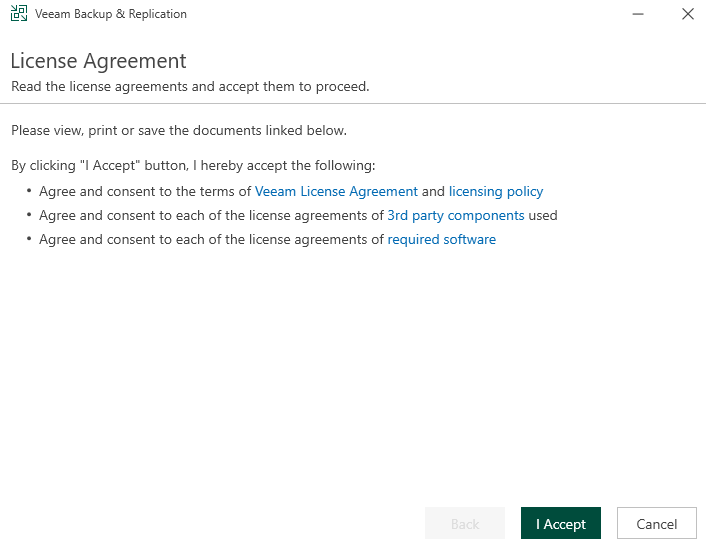 Veeam Backup & Replication
License Agreement
Read the license agreements and accept them to proceed.
Please view, print or save the documents linked below.
By clicking "I Accept" button, I hereby accept the following:
• Agree and consent to the terms of Veeam License Agreement and licensing policy
• Agree and consent to each of the license agreements of 3rd party components used
• Agree and consent to each of the license agreements of required software
Back I Accept Cancel